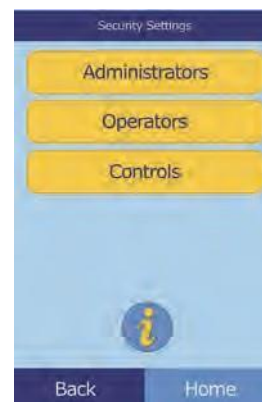 Security Settings
Administrators
Operators
Controls
i
Back Home